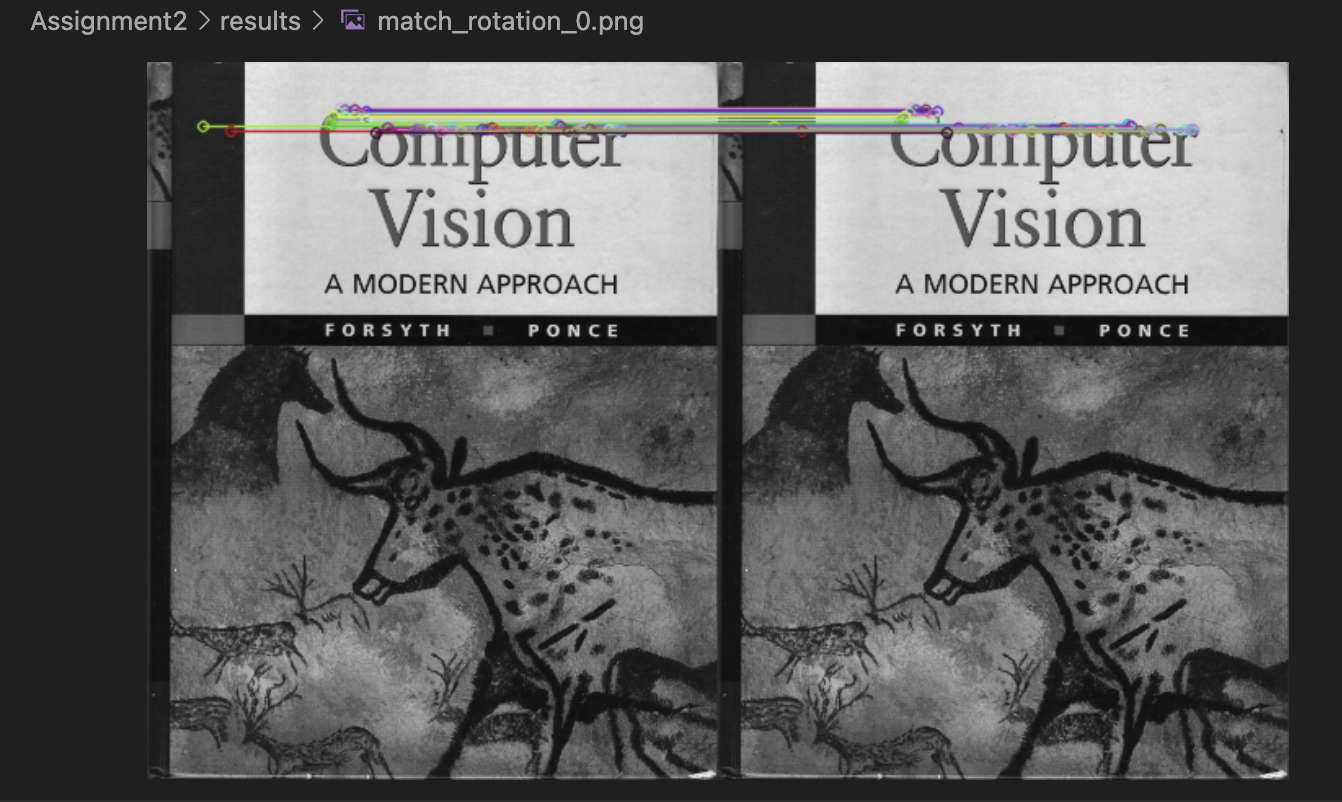 Assignment2 > results > match_rotation_0.png
Computer
Vision
A MODERN APPROACH
FORSYTH ▪ PONCE
Computer
Vision
A MODERN APPROACH
FORSYTH ▪ PONCE